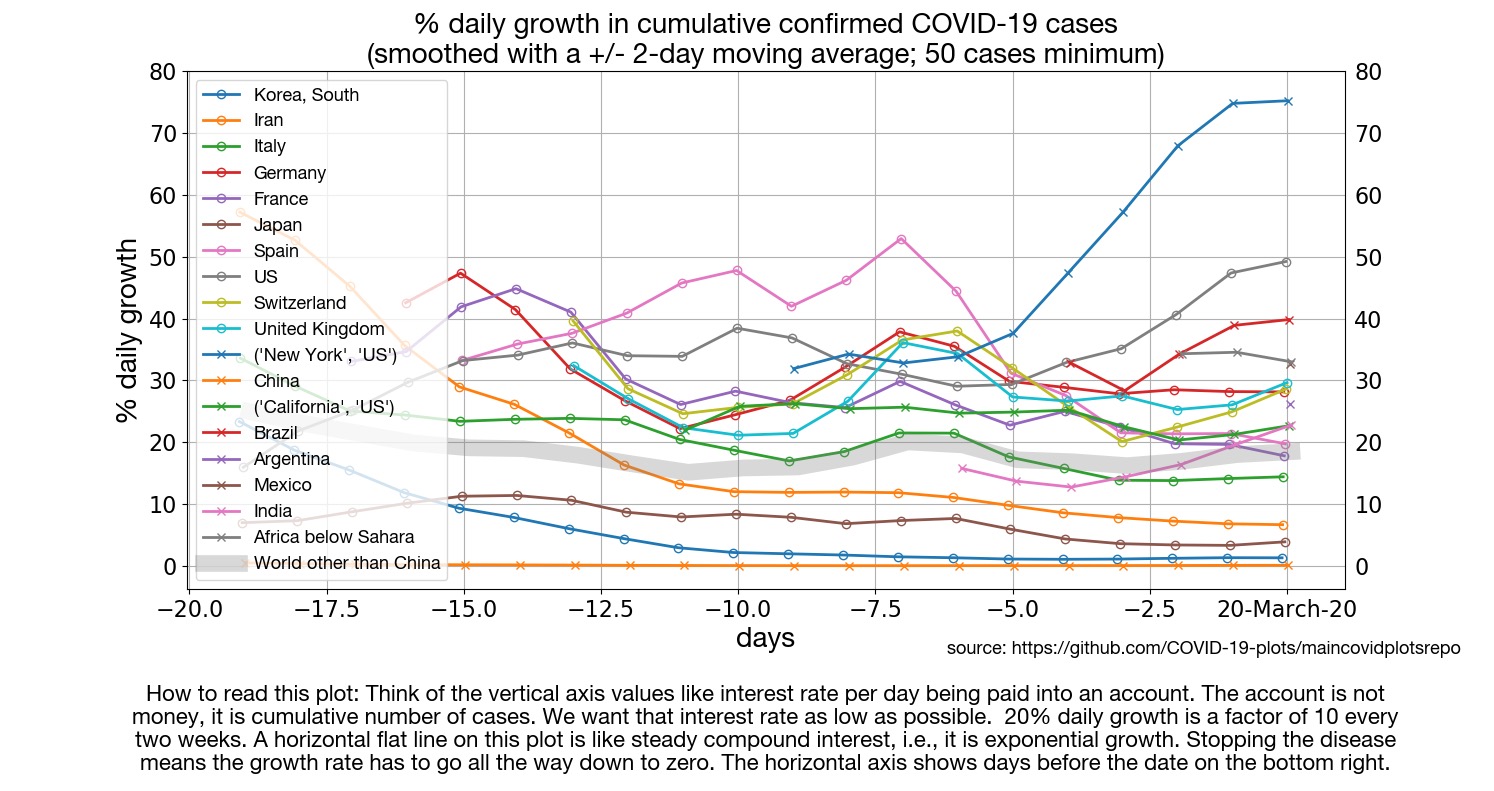 % daily growth in cumulative confirmed COVID-19 cases
(smoothed with a +/- 2-day moving average; 50 cases minimum)
% daily growth
80
70
60
50
40
30
20
10
0
Korea, South
Iran
Italy
Germany
France
Japan
Spain
US
Switzerland
United Kingdom
('New York', 'US')
China
('California', 'US')
Brazil
Argentina
Mexico
India
Africa below Sahara
World other than China
80
70
60
50
40
30
20
10
0
−20.0 −17.5 −15.0 −12.5 −10.0 −7.5 −5.0 −2.5 20-March-20
days
source: https://github.com/COVID-19-plots/maincovidplotsrepo
How to read this plot: Think of the vertical axis values like interest rate per day being paid into an account. The account is not
money, it is cumulative number of cases. We want that interest rate as low as possible.  20% daily growth is a factor of 10 every
two weeks. A horizontal flat line on this plot is like steady compound interest, i.e., it is exponential growth. Stopping the disease
means the growth rate has to go all the way down to zero. The horizontal axis shows days before the date on the bottom right.